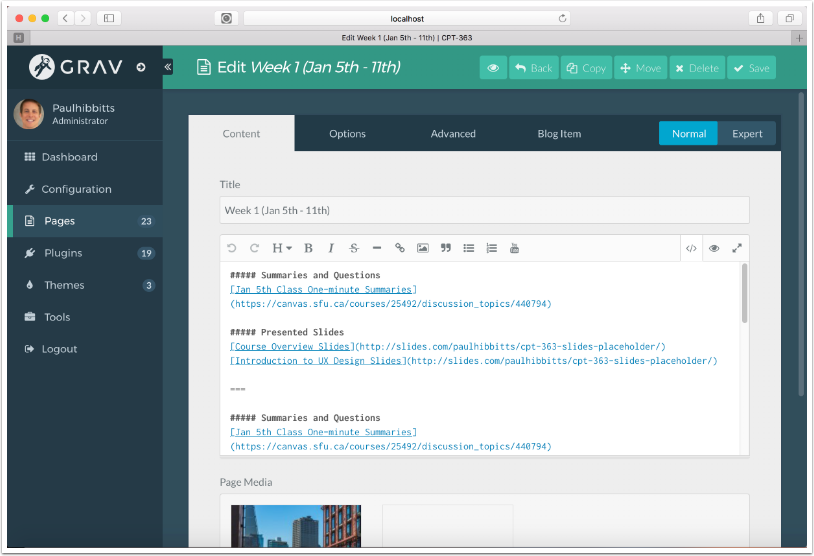 localhost
H
Edit Week 1 (Jan 5th - 11th) | CPT-363
GRAV
Edit Week 1 (Jan 5th - 11th)
Back
Copy
Move
Delete
Save
Paulhibbitts
Administrator
Dashboard
Configuration
Pages 23
Plugins 19
Themes 3
Tools
Logout
Content
Options
Advanced
Blog Item
Normal
Expert
Title
Week 1 (Jan 5th - 11th)
H B I S
##### Summaries and Questions
[Jan 5th Class One-minute Summaries]
(https://canvas.sfu.ca/courses/25492/discussion_topics/440794)
##### Presented Slides
[Course Overview Slides](http://slides.com/paulhibbitts/cpt-363-slides-placeholder/)
[Introduction to UX Design Slides](http://slides.com/paulhibbitts/cpt-363-slides-placeholder/)
===
##### Summaries and Questions
[Jan 5th Class One-minute Summaries]
(https://canvas.sfu.ca/courses/25492/discussion_topics/440794)
Page Media